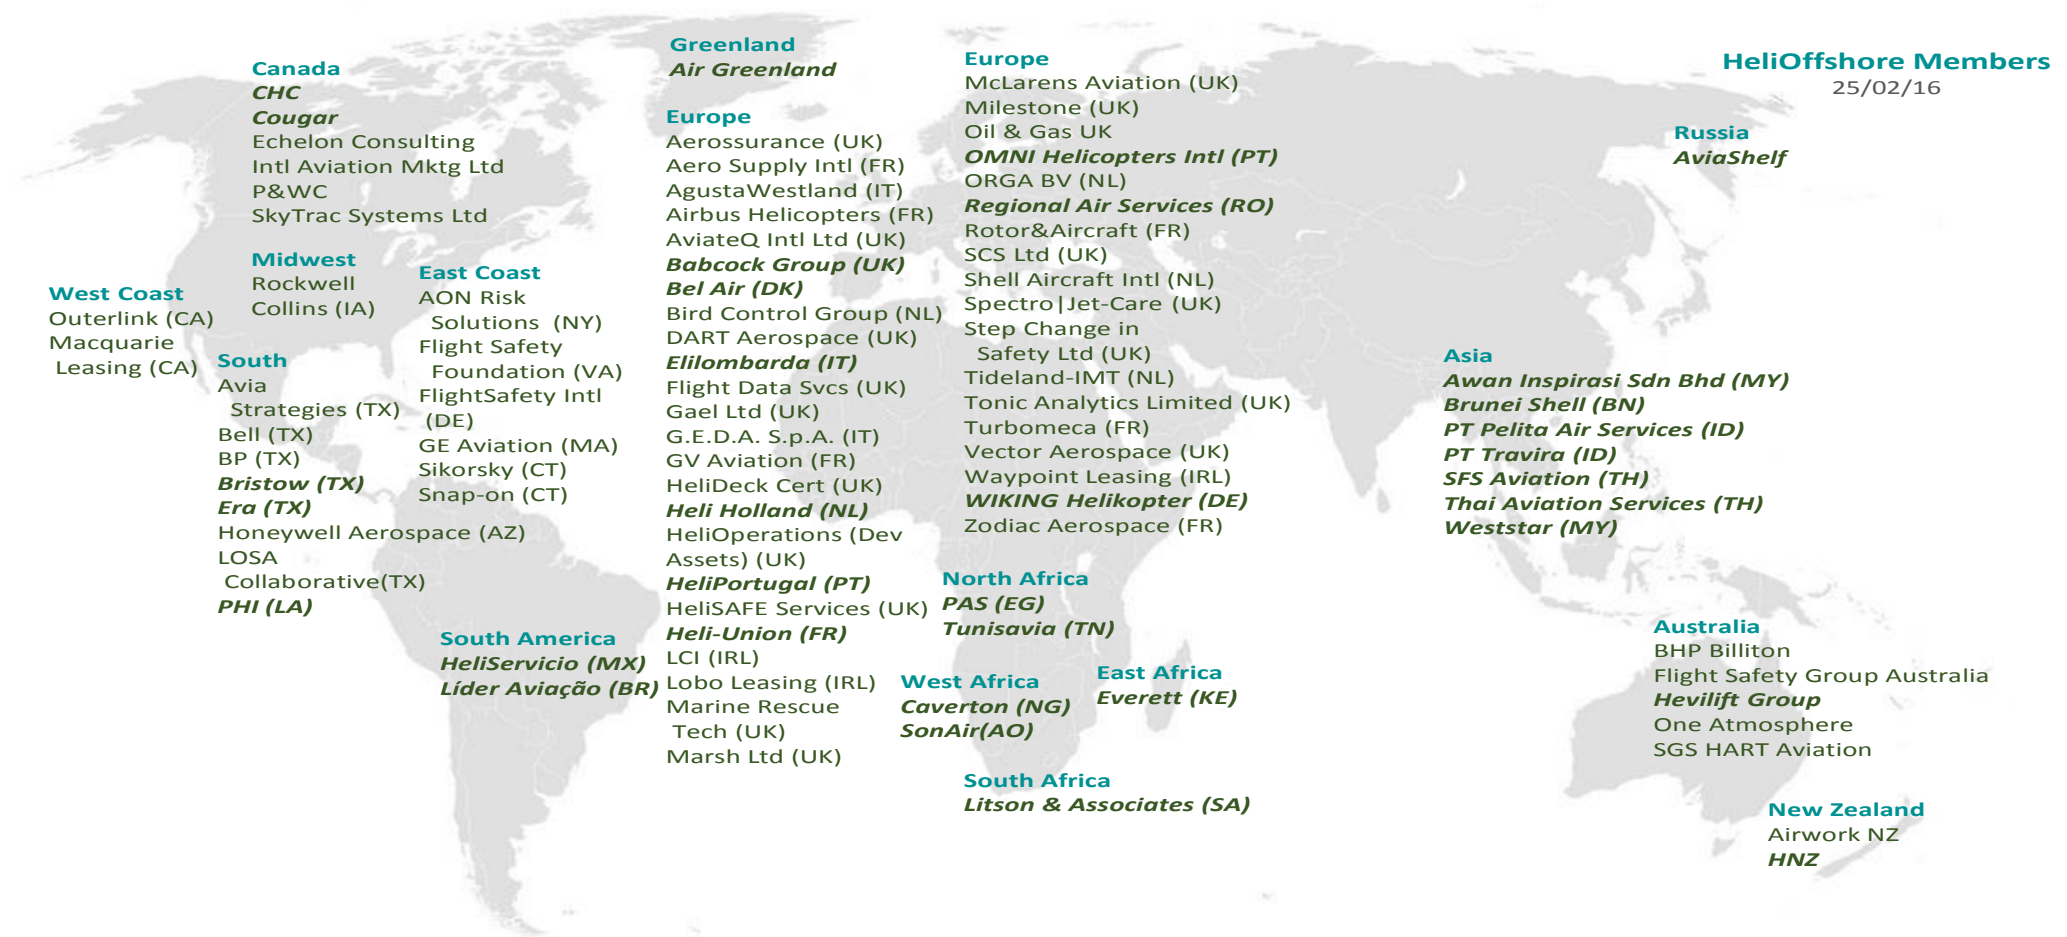 HeliOffshore Members
25/02/16
Canada
CHC
Cougar
Echelon Consulting
Intl Aviation Mktg Ltd
P&WC
SkyTrac Systems Ltd
Midwest
Rockwell
Collins (IA)
West Coast
Outerlink (CA)
Macquarie
Leasing (CA)
South
Avia
Strategies (TX)
Bell (TX)
BP (TX)
Bristow (TX)
Era (TX)
Honeywell Aerospace (AZ)
LOSA
Collaborative(TX)
PHI (LA)
East Coast
AON Risk
Solutions (NY)
Flight Safety
Foundation (VA)
FlightSafety Intl
(DE)
GE Aviation (MA)
Sikorsky (CT)
Snap-on (CT)
South America
HeliServicio (MX)
Líder Aviação (BR)
Greenland
Air Greenland
Europe
Aerossurance (UK)
Aero Supply Intl (FR)
AgustaWestland (IT)
Airbus Helicopters (FR)
AviateQ Intl Ltd (UK)
Babcock Group (UK)
Bel Air (DK)
Bird Control Group (NL)
DART Aerospace (UK)
Elilombarda (IT)
Flight Data Svcs (UK)
Gael Ltd (UK)
G.E.D.A. S.p.A. (IT)
GV Aviation (FR)
HeliDeck Cert (UK)
Heli Holland (NL)
HeliOperations (Dev
Assets) (UK)
HeliPortugal (PT)
HeliSAFE Services (UK)
Heli-Union (FR)
LCI (IRL)
Lobo Leasing (IRL)
Marine Rescue
Tech (UK)
Marsh Ltd (UK)
Europe
McLarens Aviation (UK)
Milestone (UK)
Oil & Gas UK
OMNI Helicopters Intl (PT)
ORGA BV (NL)
Regional Air Services (RO)
Rotor&Aircraft (FR)
SCS Ltd (UK)
Shell Aircraft Intl (NL)
Spectro|Jet-Care (UK)
Step Change in
Safety Ltd (UK)
Tideland-IMT (NL)
Tonic Analytics Limited (UK)
Turbomeca (FR)
Vector Aerospace (UK)
Waypoint Leasing (IRL)
WIKING Helikopter (DE)
Zodiac Aerospace (FR)
North Africa
PAS (EG)
Tunisavia (TN)
West Africa
Caverton (NG)
SonAir(AO)
East Africa
Everett (KE)
South Africa
Litson & Associates (SA)
Russia
AviaShelf
Asia
Awan Inspirasi Sdn Bhd (MY)
Brunei Shell (BN)
PT Pelita Air Services (ID)
PT Travira (ID)
SFS Aviation (TH)
Thai Aviation Services (TH)
Weststar (MY)
Australia
BHP Billiton
Flight Safety Group Australia
Hevilift Group
One Atmosphere
SGS HART Aviation
New Zealand
Airwork NZ
HNZ